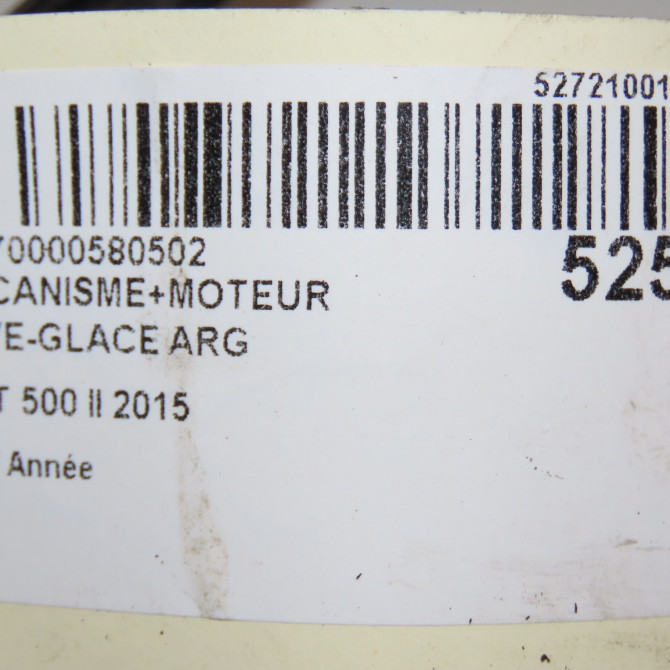 52721001
70000580502
525
CANISME+MOTEUR
VE-GLACE ARG
T 500 II 2015
Année